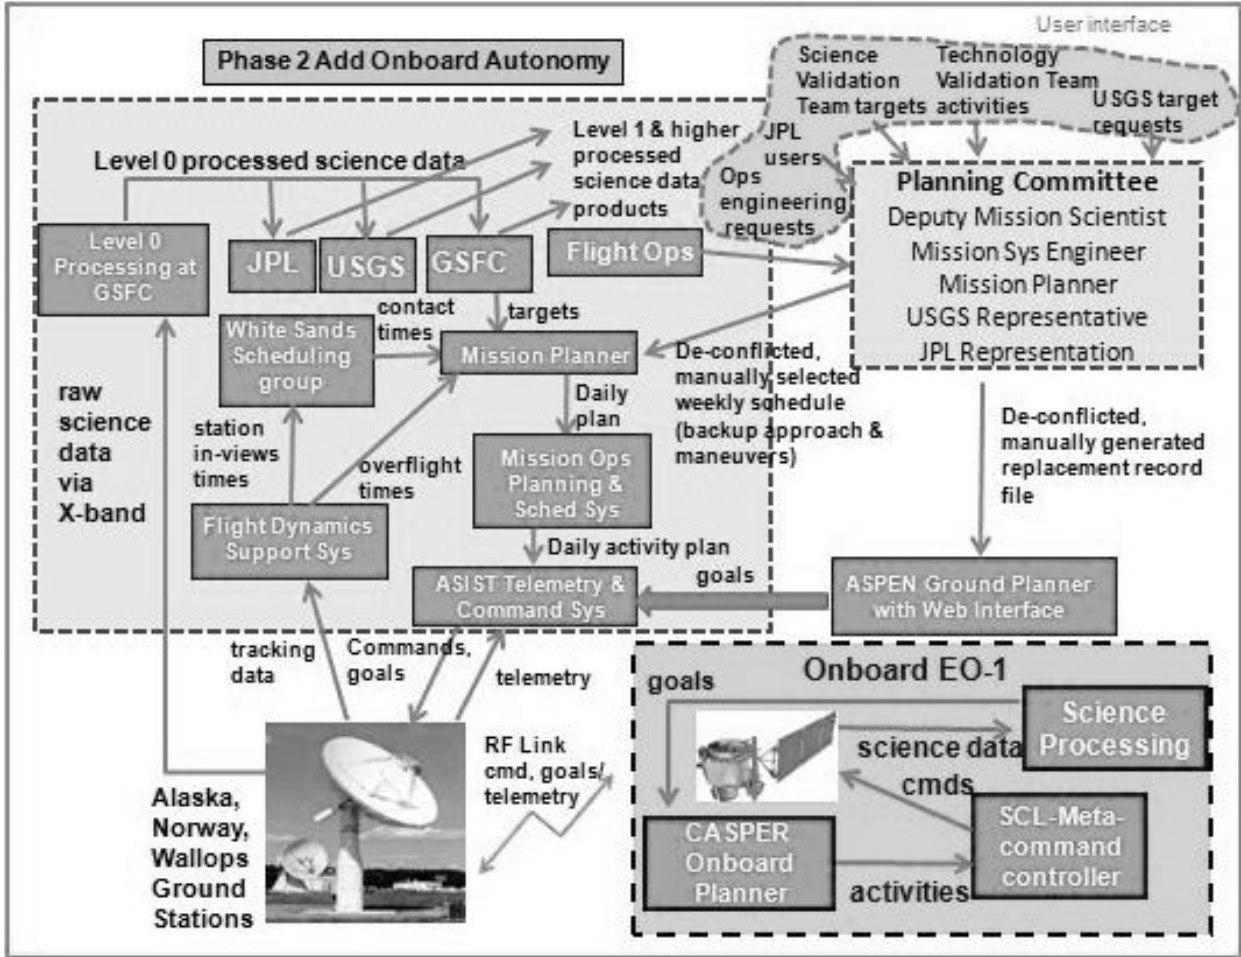 User interface
Phase 2 Add Onboard Autonomy
Science
Validation
Team targets
Technology
Validation Team
activities
USGS target
requests
JPL
users
Ops
engineering
requests
Level 1 & higher
processed
science data
products
Level 0 processed science data
Planning Committee
Deputy Mission Scientist
Mission Sys Engineer
Mission Planner
USGS Representative
JPL Representation
Level 0
Processing at
GSFC
JPL
USGS
GSFC
Flight Ops
contact
times
targets
White Sands
Scheduling
group
Mission Planner
De-conflicted,
manually selected
weekly schedule
(backup approach &
maneuvers)
raw
science
data
via
X-band
station
in-views
times
overflight
times
Daily
plan
De-conflicted,
manually generated
replacement record
file
Mission Ops
Planning &
Sched Sys
Flight Dynamics
Support Sys
Daily activity plan
goals
ASIST Telemetry &
Command Sys
ASPEN Ground Planner
with Web Interface
tracking
data
Commands,
goals
telemetry
Onboard EO-1
goals
Science
Processing
science data
cmds
RF Link
cmd, goals/
telemetry
Alaska,
Norway,
Wallops
Ground
Stations
CASPER
Onboard
Planner
activities
SCL-Meta-
command
controller